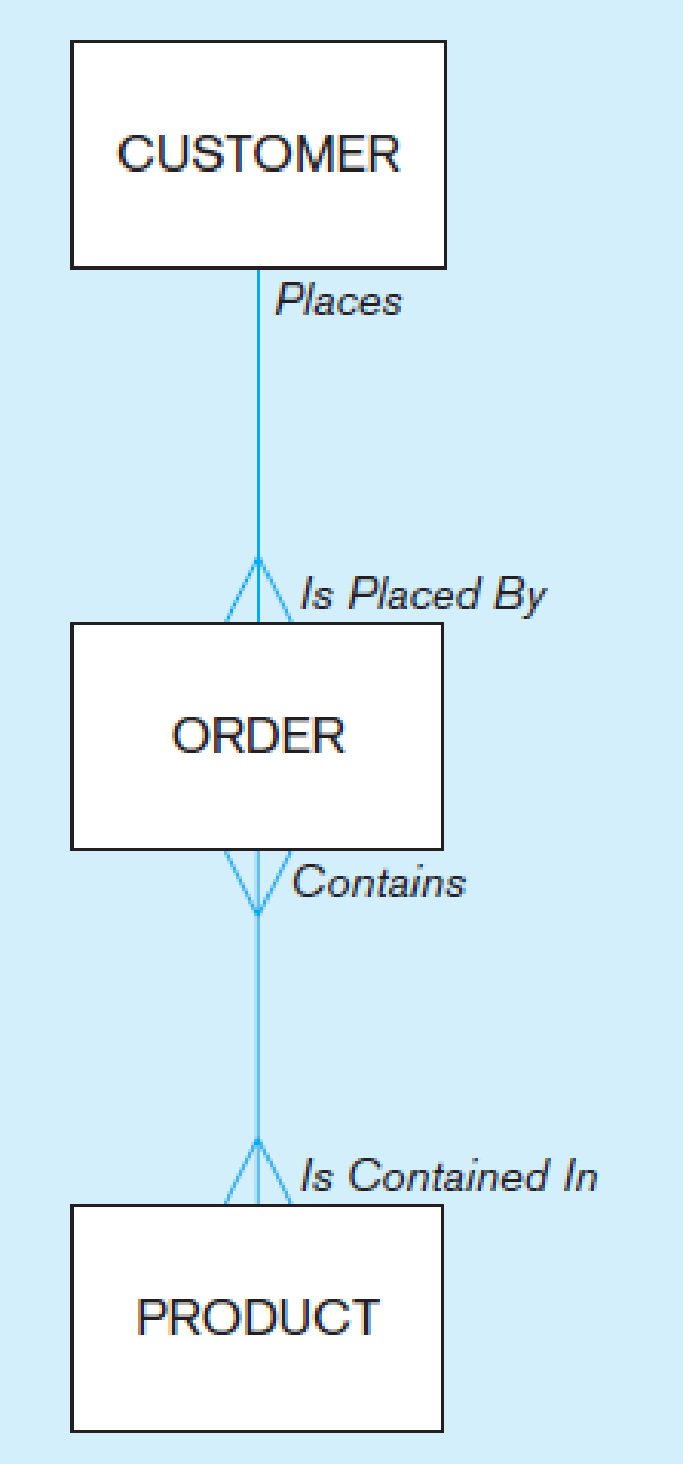 CUSTOMER
Places
Is Placed By
ORDER
Contains
Is Contained In
PRODUCT